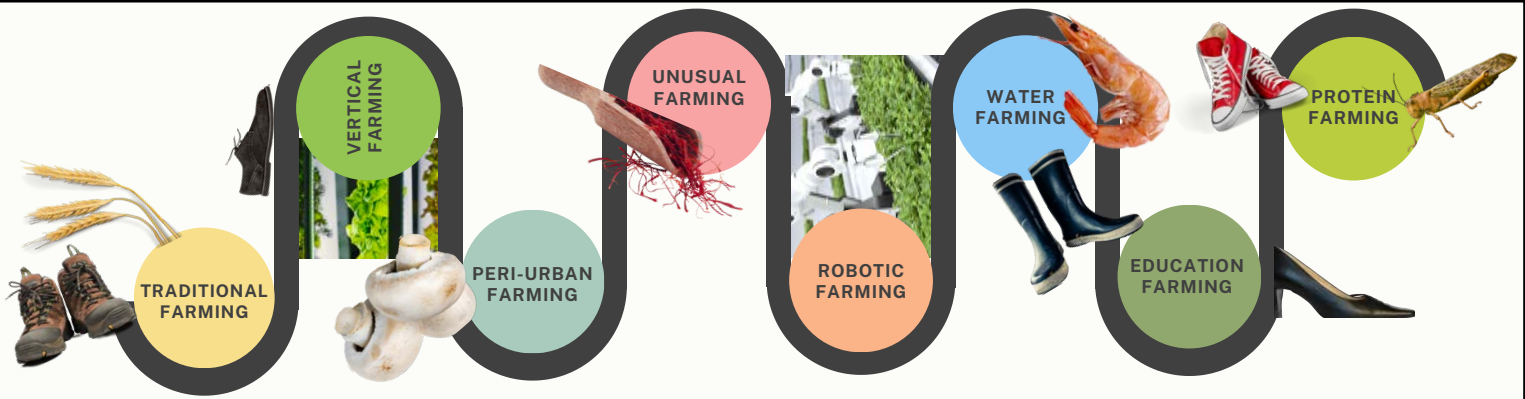 TRADITIONAL
FARMING
VERTICAL
FARMING
PERI-URBAN
FARMING
UNUSUAL
FARMING
ROBOTIC
FARMING
WATER
FARMING
EDUCATION
FARMING
PROTEIN
FARMING